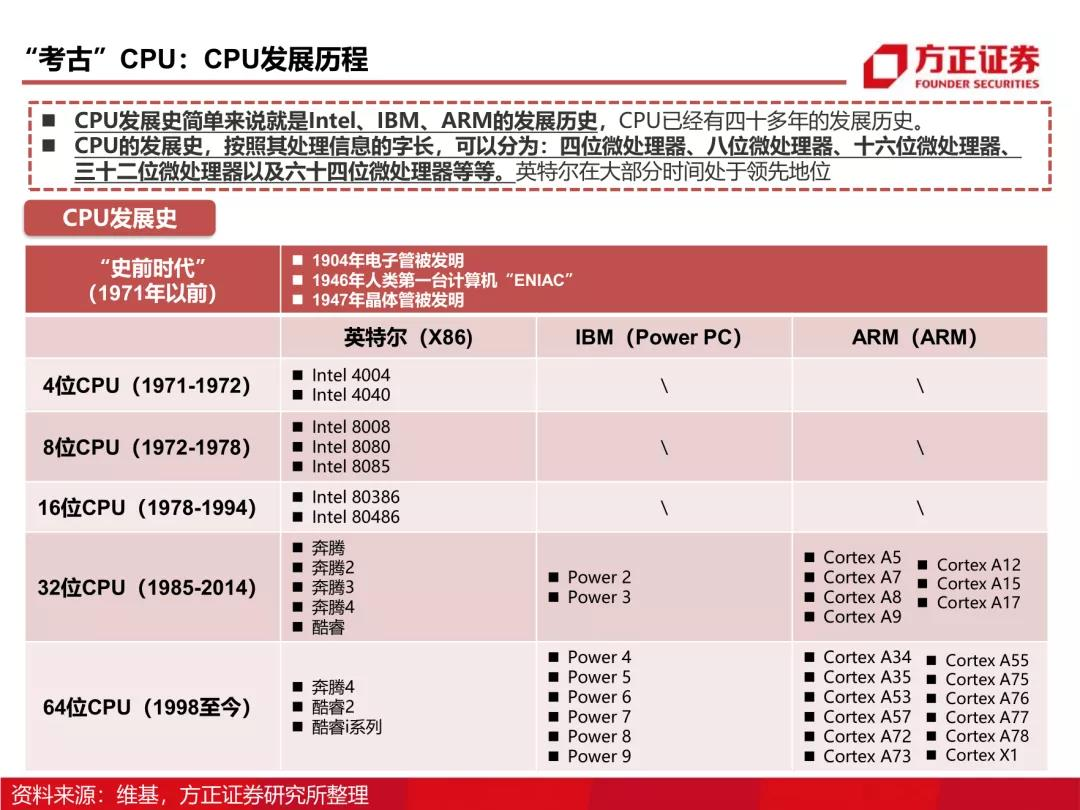 “考古”CPU：CPU发展历程
方正证券
FOUNDER SECURITIES
■ CPU发展史简单来说就是Intel、IBM、ARM的发展历史，CPU已经有四十多年的发展历史。
■ CPU的发展史，按照其处理信息的字长，可以分为：四位微处理器、八位微处理器、十六位微处理器、
三十二位微处理器以及六十四位微处理器等等。英特尔在大部分时间处于领先地位
CPU发展史
“史前时代”
（1971年以前）
■ 1904年电子管被发明
■ 1946年人类第一台计算机“ENIAC”
■ 1947年晶体管被发明
英特尔（X86）
IBM（Power PC）
ARM（ARM）
4位CPU（1971-1972）
■ Intel 4004
■ Intel 4040
\
\
8位CPU（1972-1978）
■ Intel 8008
■ Intel 8080
■ Intel 8085
\
\
16位CPU（1978-1994）
■ Intel 80386
■ Intel 80486
\
\
32位CPU（1985-2014）
■ 奔腾
■ 奔腾2
■ 奔腾3
■ 奔腾4
■ 酷睿
■ Power 2
■ Power 3
■ Cortex A5
■ Cortex A7
■ Cortex A8
■ Cortex A9
■ Cortex A12
■ Cortex A15
■ Cortex A17
64位CPU（1998至今）
■ 奔腾4
■ 酷睿2
■ 酷睿i系列
■ Power 4
■ Power 5
■ Power 6
■ Power 7
■ Power 8
■ Power 9
■ Cortex A34
■ Cortex A35
■ Cortex A53
■ Cortex A57
■ Cortex A72
■ Cortex A73
■ Cortex A55
■ Cortex A75
■ Cortex A76
■ Cortex A77
■ Cortex A78
■ Cortex X1
资料来源：维基，方正证券研究所整理